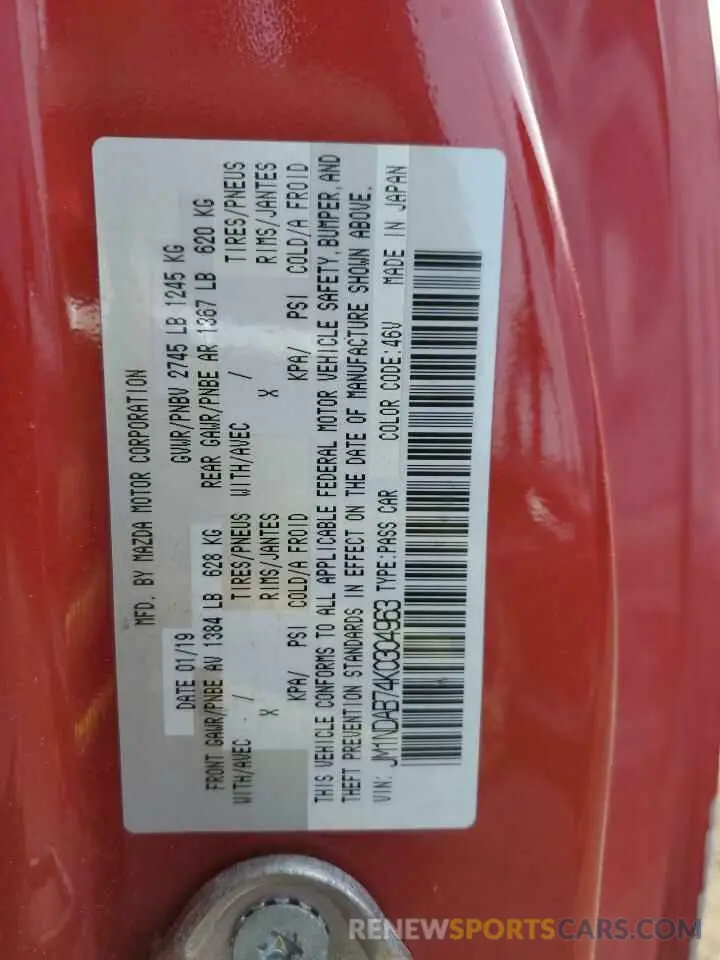 MFD. BY MAZDA MOTOR CORPORATION
DATE 01/19 GVWR/PNBV 2745 LB 1245 KG
FRONT GAWR/PNBE AV 1384 LB 628 KG REAR GAWR/PNBE AR 1367 LB 620 KG
WITH/AVEC / TIRES/PNEUS WITH/AVEC / TIRES/PNEUS
X RIMS/JANTES X RIMS/JANTES
KPA/ PSI COLD/A FROID KPA/ PSI COLD/A FROID
THIS VEHICLE CONFORMS TO ALL APPLICABLE FEDERAL MOTOR VEHICLE SAFETY, BUMPER, AND
THEFT PREVENTION STANDARDS IN EFFECT ON THE DATE OF MANUFACTURE SHOWN ABOVE.
VIN: JM1NDAB74K0304963 TYPE:PASS CAR COLOR CODE:46V MADE IN JAPAN
RENEWSPORTSCARS.COM